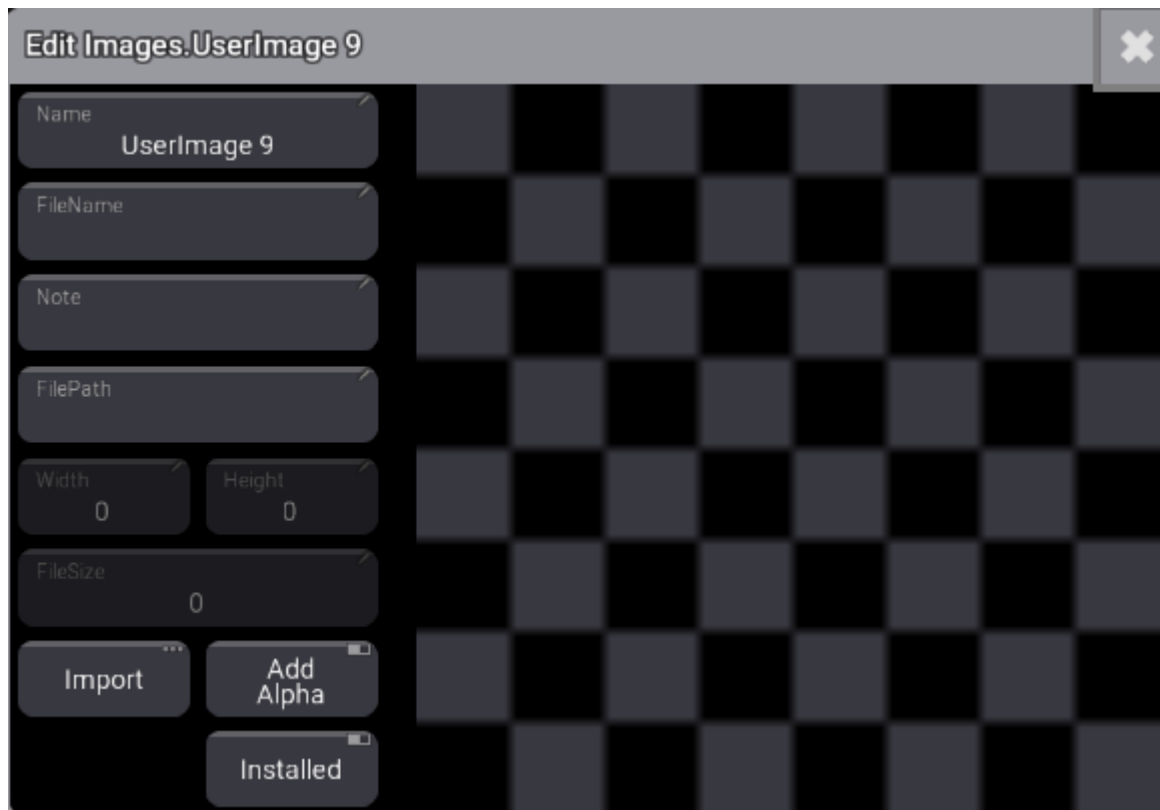 Edit Images.UserImage 9
Name
UserImage 9
FileName
Note
FilePath
Width
0
Height
0
FileSize
0
Import
Add
Alpha
Installed